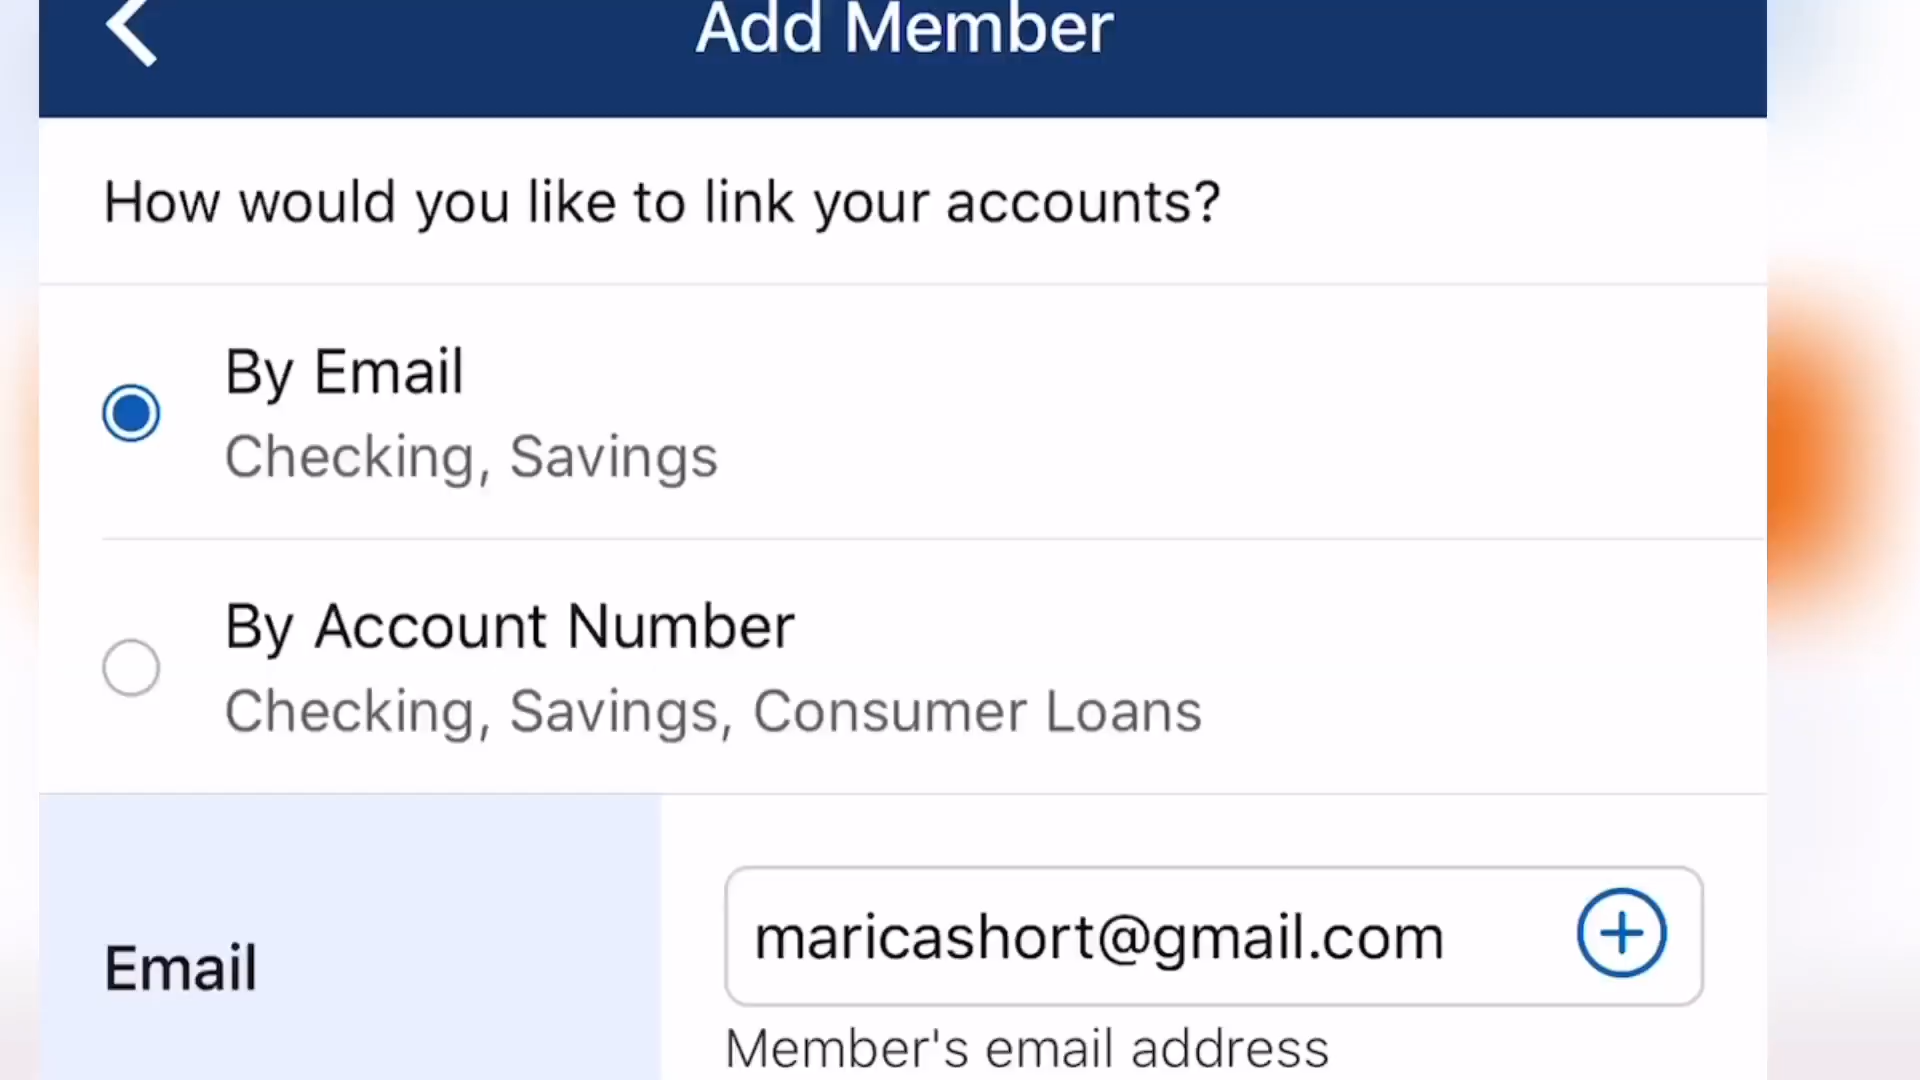 Add Member
How would you like to link your accounts?
By Email
Checking, Savings
By Account Number
Checking, Savings, Consumer Loans
Email
maricashort@gmail.com
Member's email address